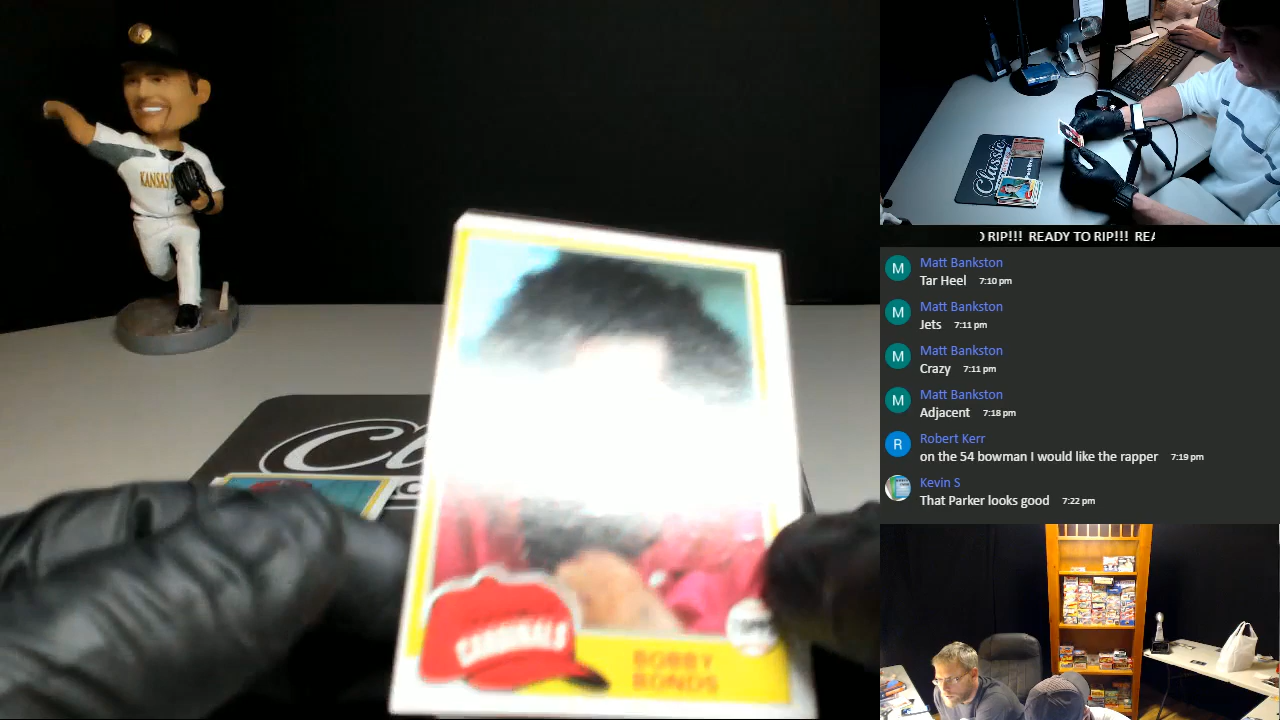 KANSAS
CARDINALS
BOBBY
BONDS
Classic
RIP!!! READY TO RIP!!! REA
Matt Bankston
Tar Heel 7:10 pm
Matt Bankston
Jets 7:11 pm
Matt Bankston
Crazy 7:11 pm
Matt Bankston
Adjacent 7:18 pm
Robert Kerr
on the 54 bowman I would like the rapper 7:19 pm
Kevin S
That Parker looks good 7:22 pm
M
M
M
M
R